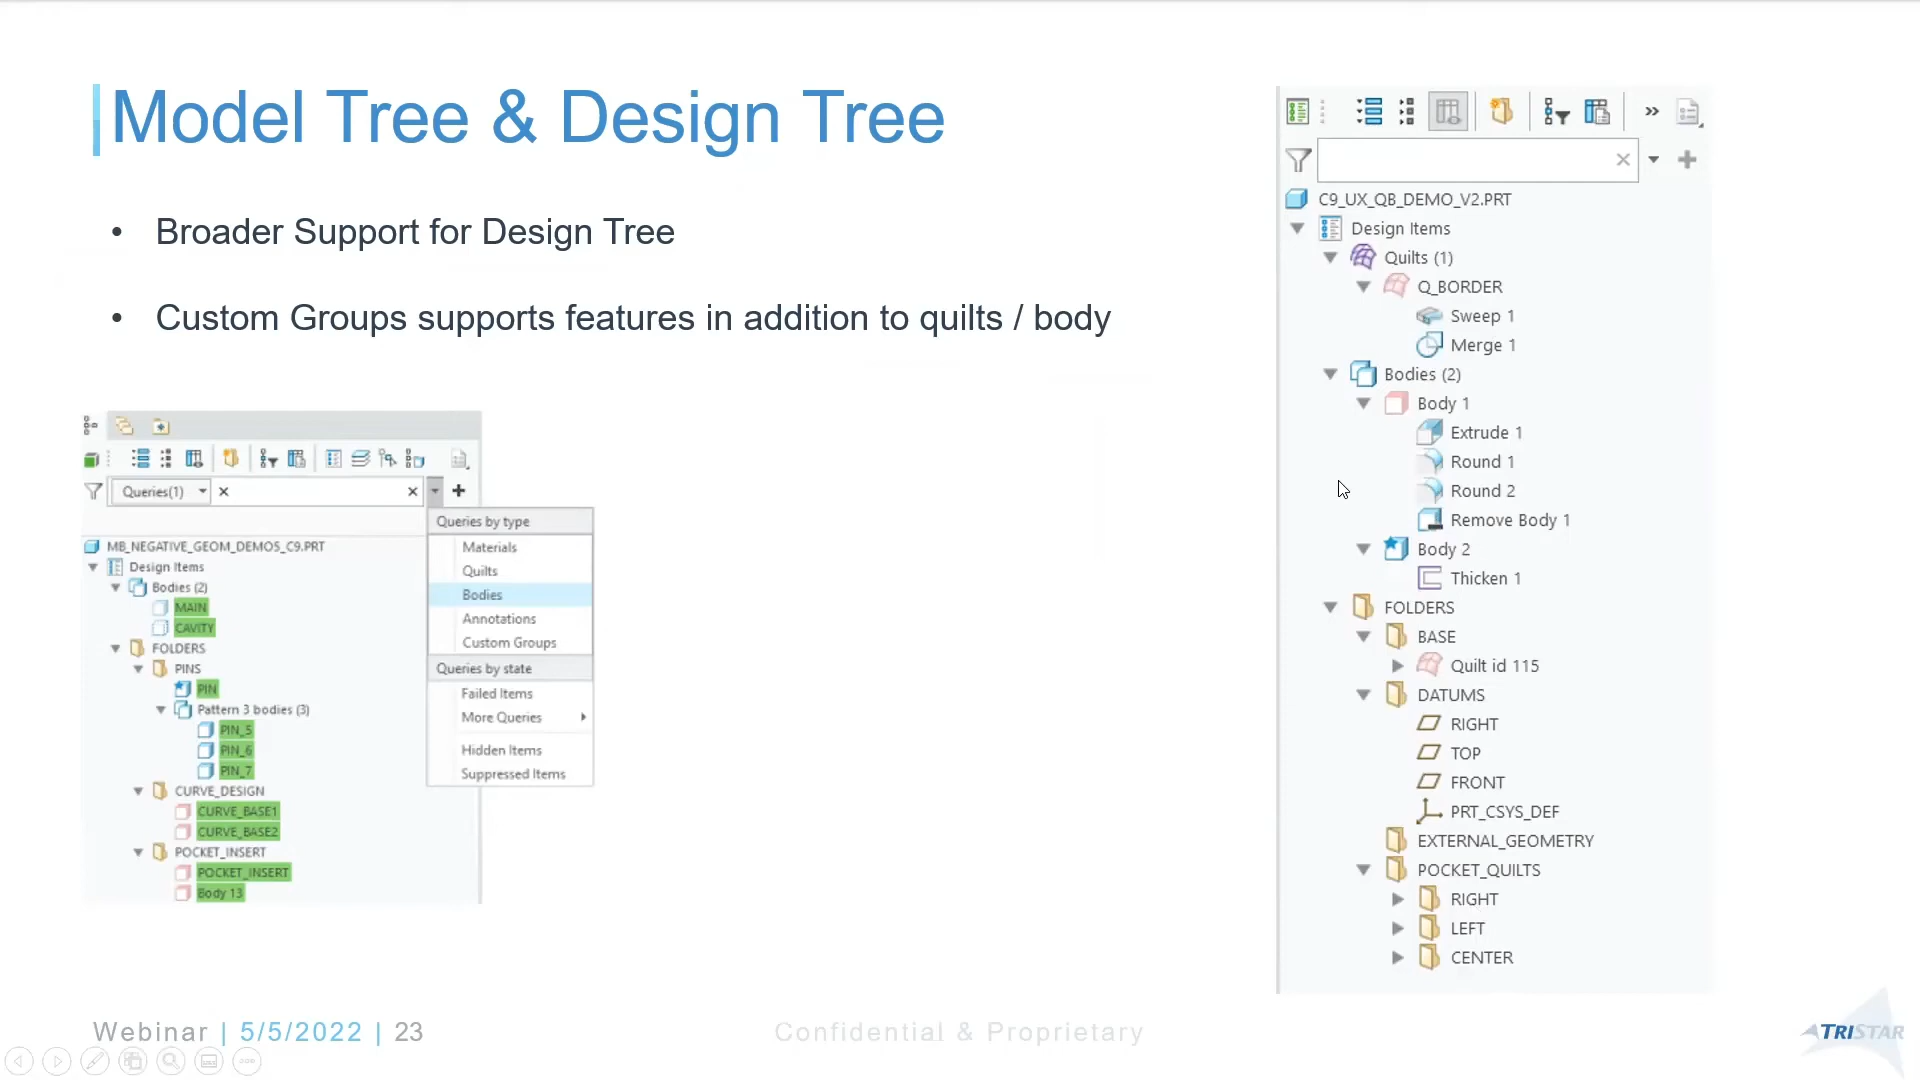 Model Tree & Design Tree
• Broader Support for Design Tree
• Custom Groups supports features in addition to quilts / body
Queries(1)
MB_NEGATIVE_GEOM_DEMOS_C9.PRT
Design Items
Bodies (2)
MAIN
CAVITY
FOLDERS
PINS
PIN
Pattern 3 bodies (3)
PIN_5
PIN_6
PIN_7
CURVE_DESIGN
CURVE_BASE1
CURVE_BASE2
POCKET_INSERT
POCKET_INSERT
Body 13
Queries by type
Materials
Quilts
Bodies
Annotations
Custom Groups
Queries by state
Failed Items
More Queries
Hidden Items
Suppressed Items
C9_UX_QB_DEMO_V2.PRT
Design Items
Quilts (1)
Q_BORDER
Sweep 1
Merge 1
Bodies (2)
Body 1
Extrude 1
Round 1
Round 2
Remove Body 1
Body 2
Thicken 1
FOLDERS
BASE
Quilt id 115
DATUMS
RIGHT
TOP
FRONT
PRT_CSYS_DEF
EXTERNAL_GEOMETRY
POCKET_QUILTS
RIGHT
LEFT
CENTER
Webinar | 5/5/2022 | 23
Confidential & Proprietary
TRISTAR